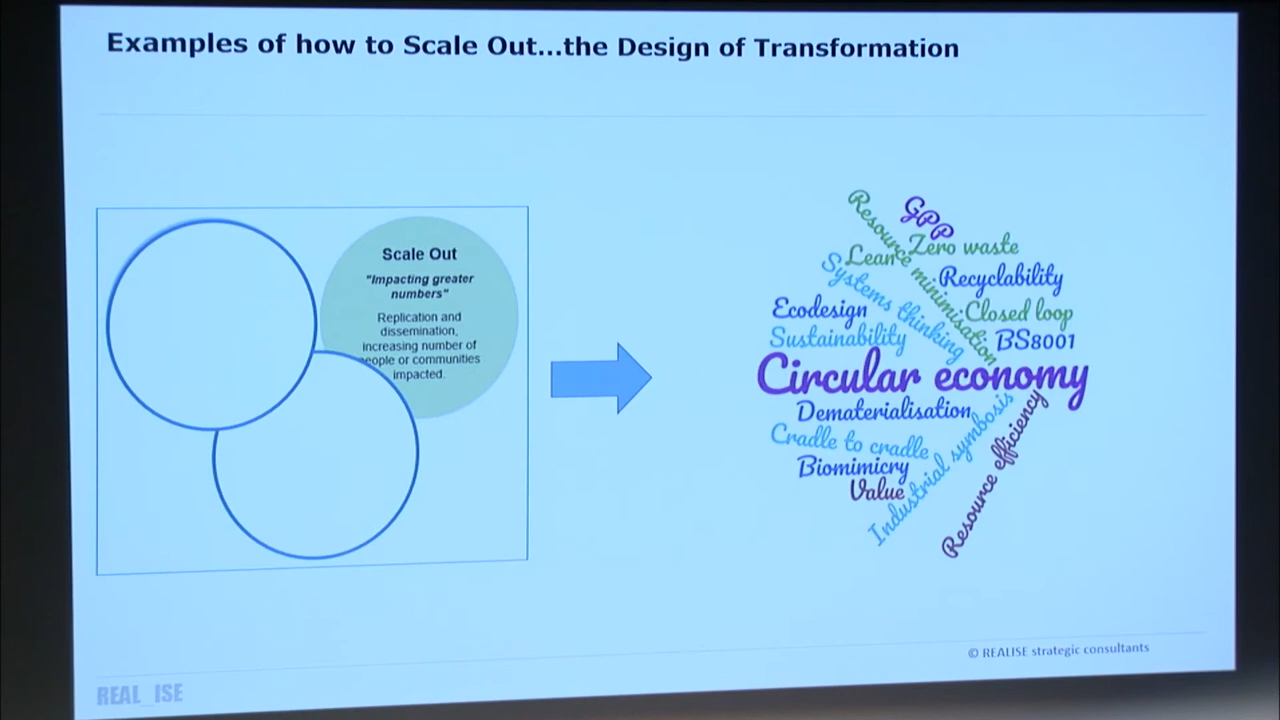 Examples of how to Scale Out...the Design of Transformation
Scale Out
"Impacting greater
numbers"
Replication and
dissemination,
increasing number of
eople or communities
impacted.
Resource minimisation
GPP
Zero waste
Lean
Systems thinking
Recyclability
Ecodesign
Closed loop
Sustainability
BS8001
Circular economy
Dematerialisation
Cradle to cradle
Industrial symbosis
Resource efficiency
Biomimicry
Value
© REALISE strategic consultants
REAL_ISE